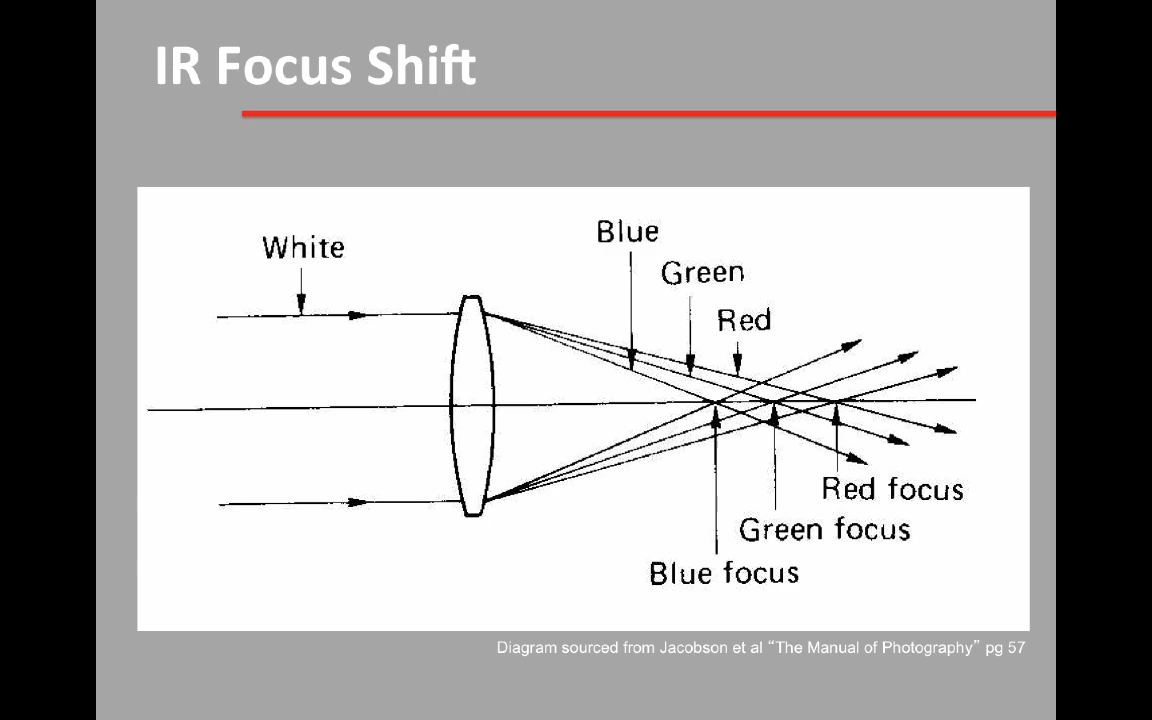 IR Focus Shift
White
Blue
Green
Red
Red focus
Green focus
Blue focus
Diagram sourced from Jacobson et al “The Manual of Photography” pg 57